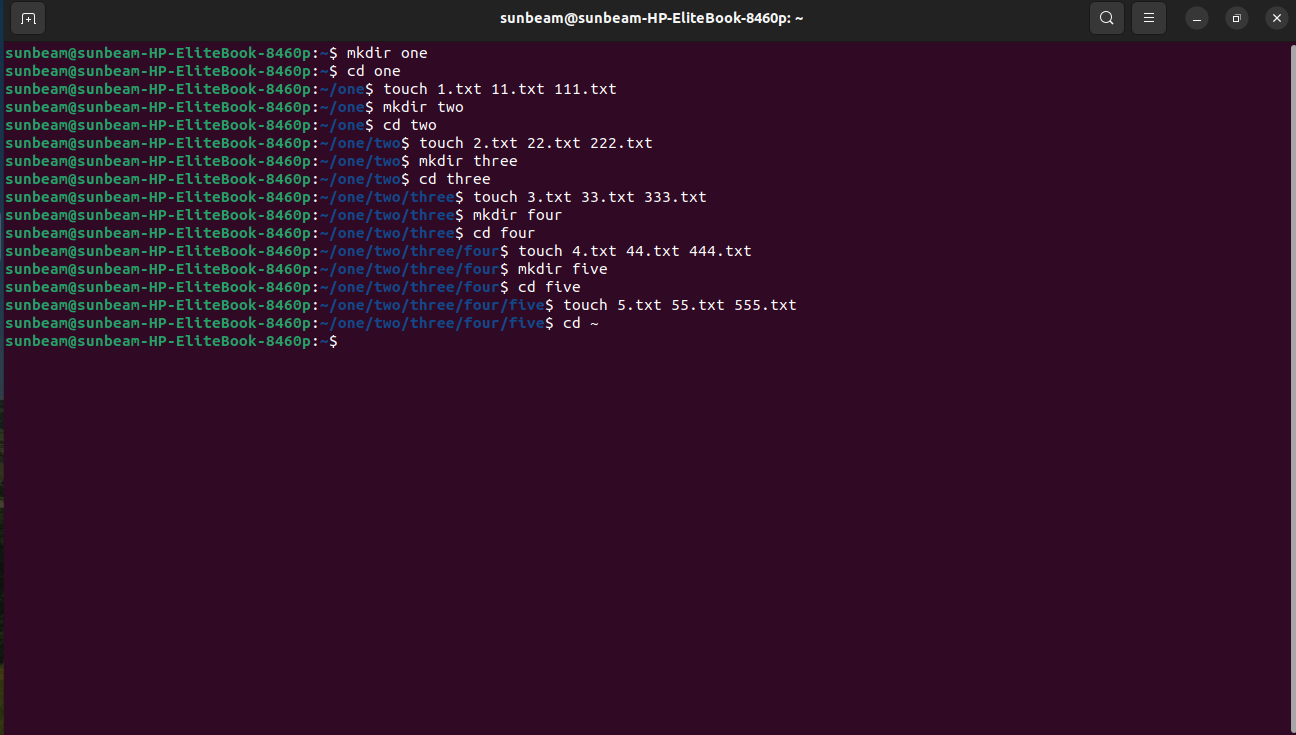 sunbeam@sunbeam-HP-EliteBook-8460p: ~
sunbeam@sunbeam-HP-EliteBook-8460p:~$ mkdir one
sunbeam@sunbeam-HP-EliteBook-8460p:~$ cd one
sunbeam@sunbeam-HP-EliteBook-8460p:~/one$ touch 1.txt 11.txt 111.txt
sunbeam@sunbeam-HP-EliteBook-8460p:~/one$ mkdir two
sunbeam@sunbeam-HP-EliteBook-8460p:~/one$ cd two
sunbeam@sunbeam-HP-EliteBook-8460p:~/one/two$ touch 2.txt 22.txt 222.txt
sunbeam@sunbeam-HP-EliteBook-8460p:~/one/two$ mkdir three
sunbeam@sunbeam-HP-EliteBook-8460p:~/one/two$ cd three
sunbeam@sunbeam-HP-EliteBook-8460p:~/one/two/three$ touch 3.txt 33.txt 333.txt
sunbeam@sunbeam-HP-EliteBook-8460p:~/one/two/three$ mkdir four
sunbeam@sunbeam-HP-EliteBook-8460p:~/one/two/three$ cd four
sunbeam@sunbeam-HP-EliteBook-8460p:~/one/two/three/four$ touch 4.txt 44.txt 444.txt
sunbeam@sunbeam-HP-EliteBook-8460p:~/one/two/three/four$ mkdir five
sunbeam@sunbeam-HP-EliteBook-8460p:~/one/two/three/four$ cd five
sunbeam@sunbeam-HP-EliteBook-8460p:~/one/two/three/four/five$ touch 5.txt 55.txt 555.txt
sunbeam@sunbeam-HP-EliteBook-8460p:~/one/two/three/four/five$ cd ~
sunbeam@sunbeam-HP-EliteBook-8460p:~$